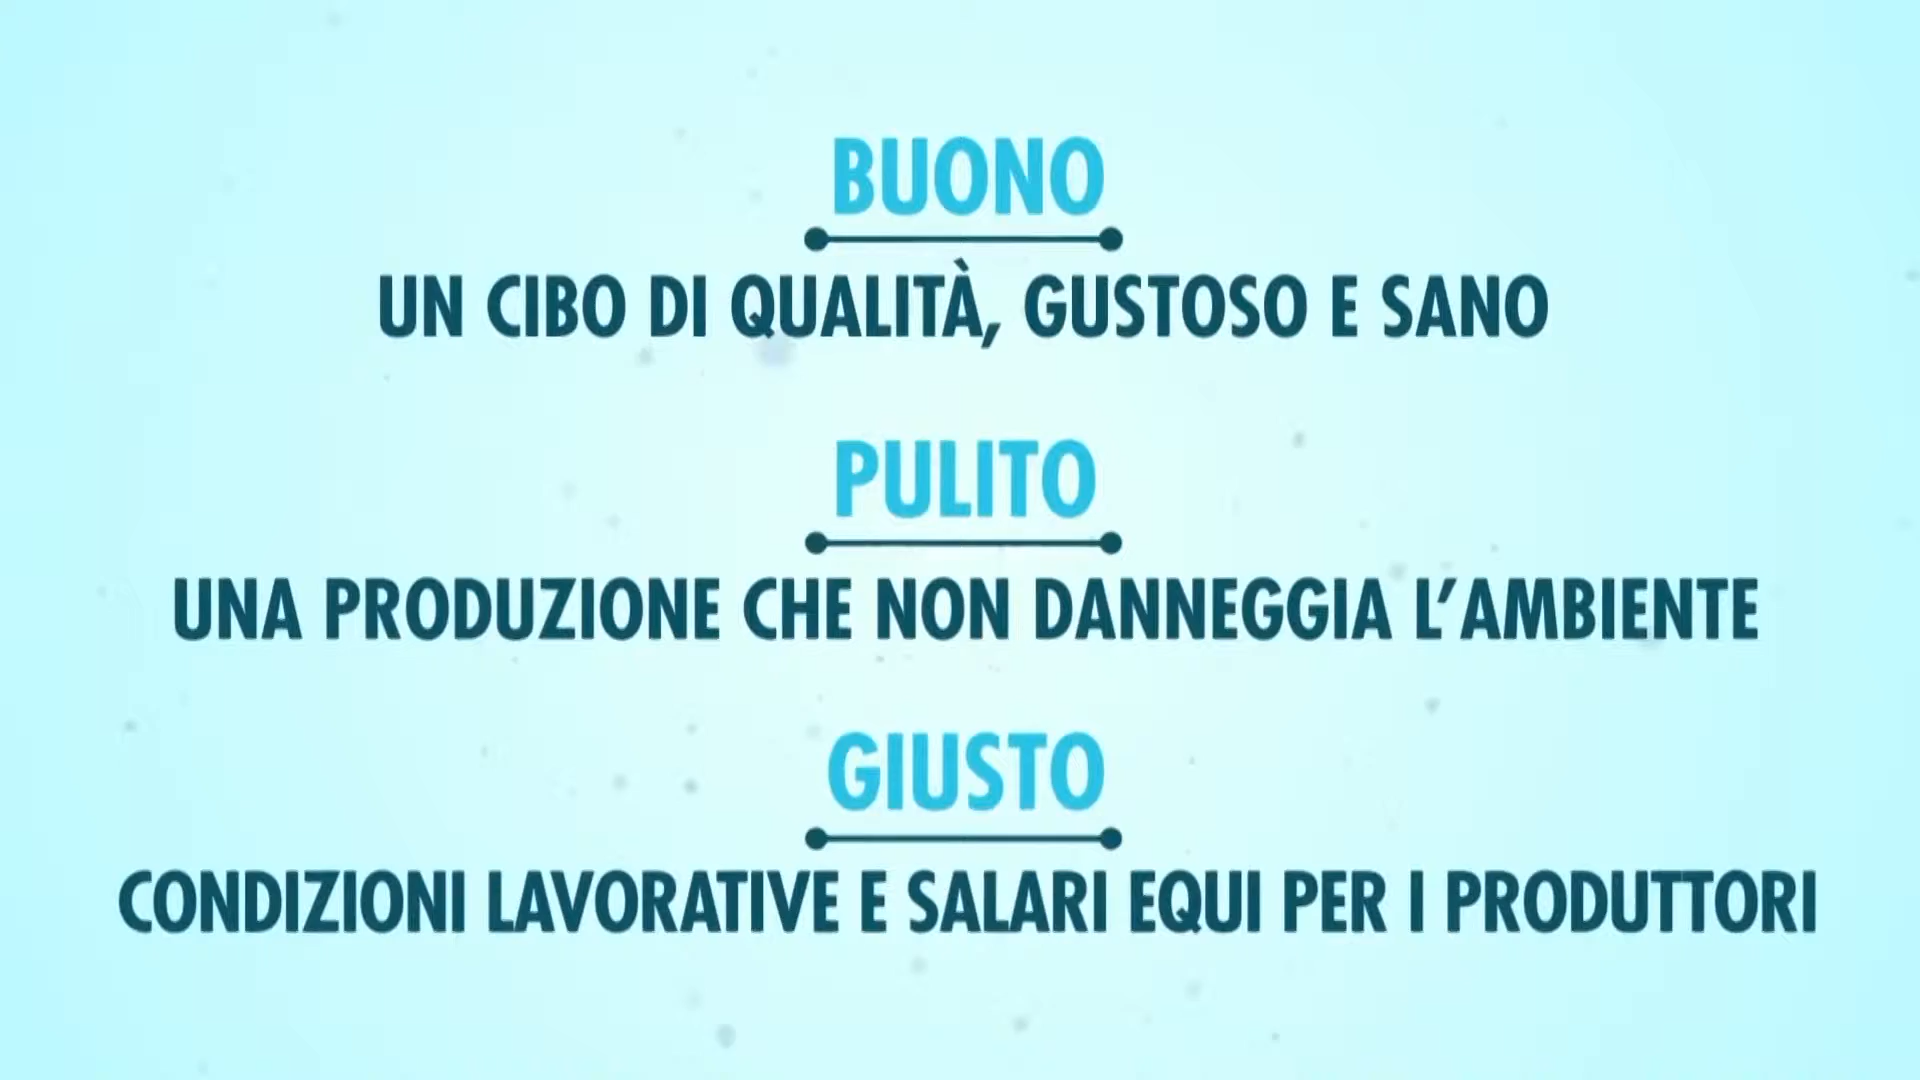 BUONO
UN CIBO DI QUALITÀ, GUSTOSO E SANO
PULITO
UNA PRODUZIONE CHE NON DANNEGGIA L’AMBIENTE
GIUSTO
CONDIZIONI LAVORATIVE E SALARI EQUI PER I PRODUTTORI